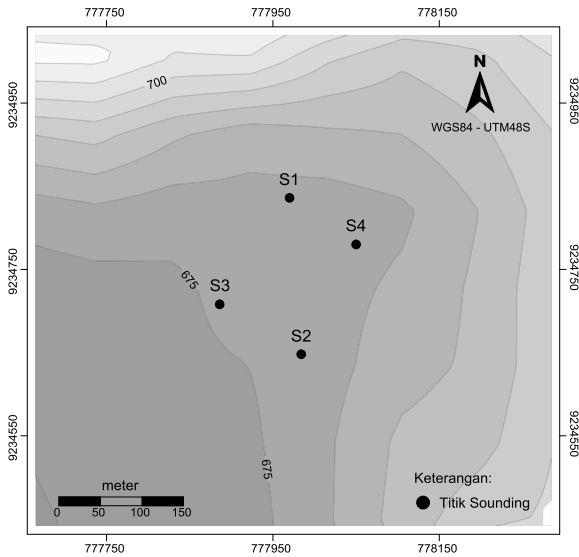 777750 777950 778150
9234950
9234750
9234550
9234950
9234750
9234550
700
N
WGS84 - UTM48S
S1
S4
675
S3
S2
675
meter
0 50 100 150
Keterangan:
Titik Sounding
777750 777950 778150